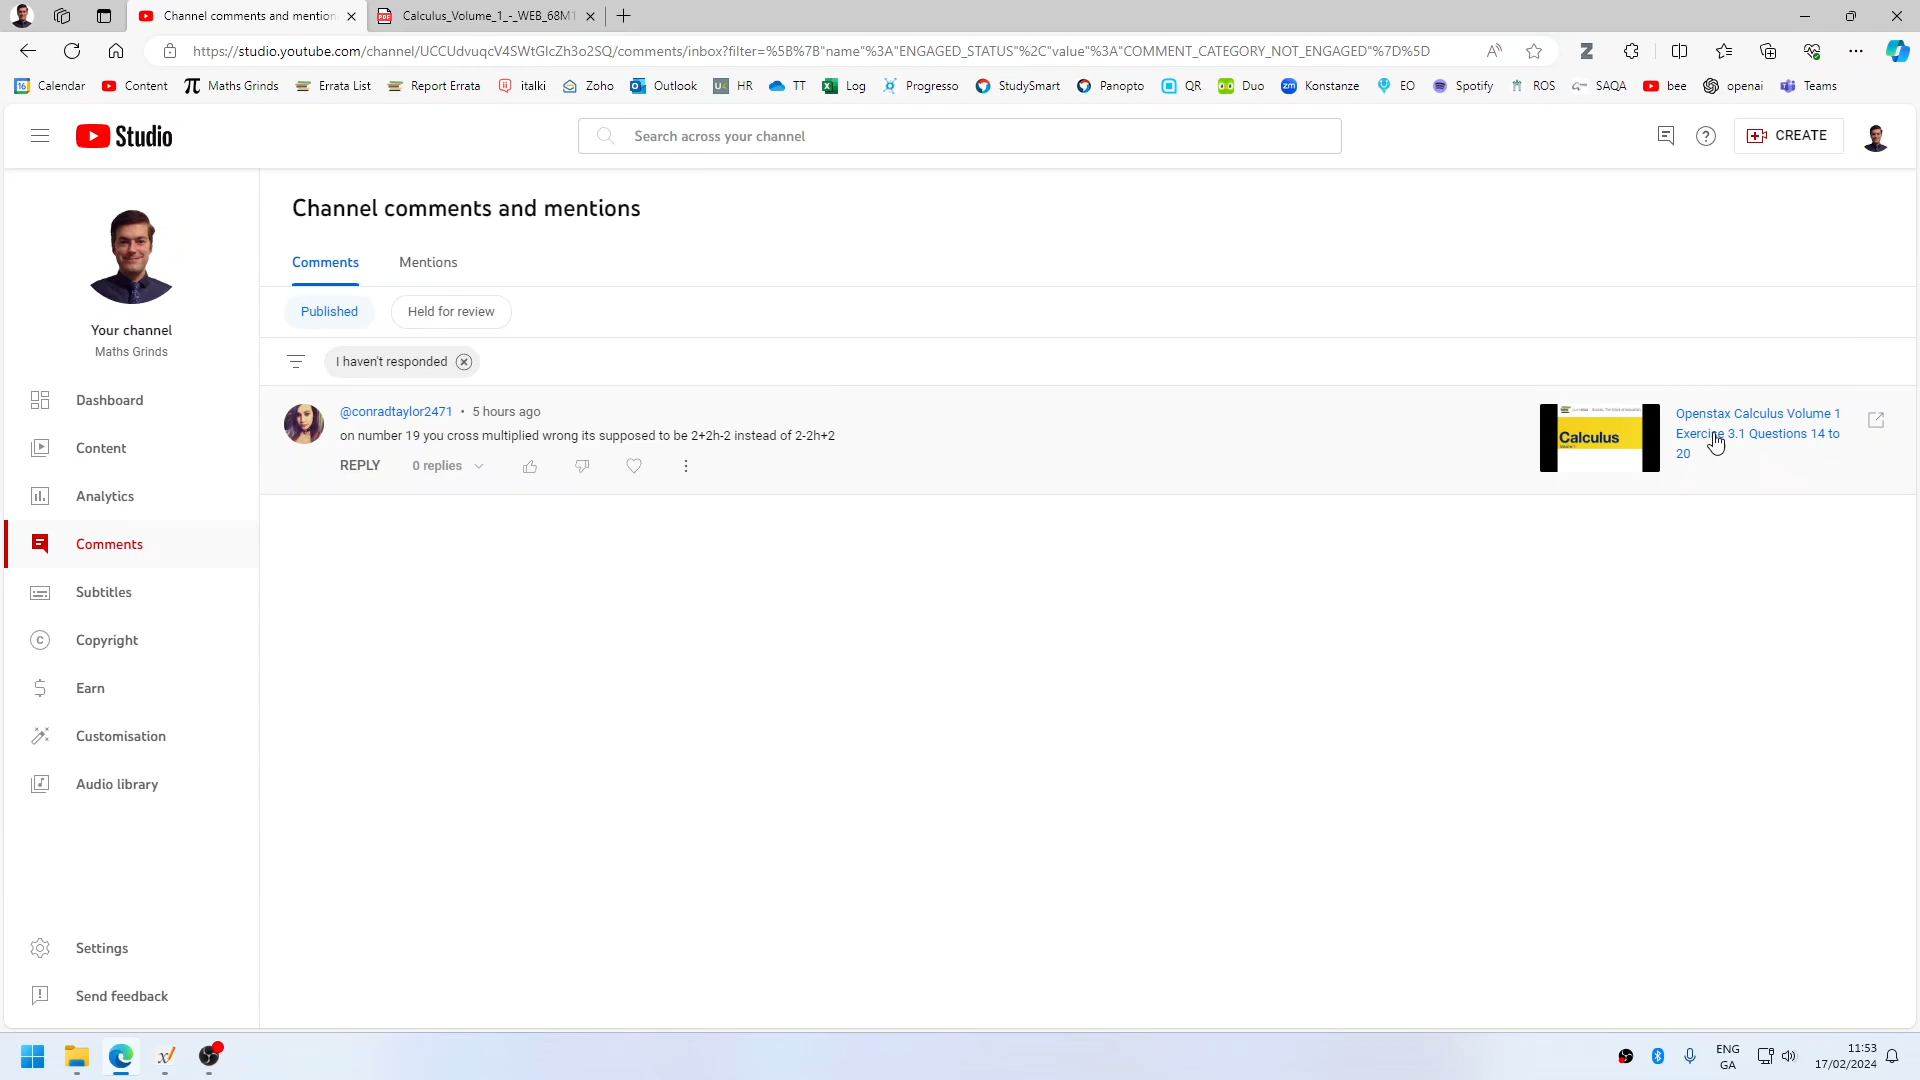 Channel comments and mention
Calculus_Volume_1_-_WEB_68M1
https://studio.youtube.com/channel/UCCUdvuqcV4SWtGlcZh3o2SQ/comments/inbox?filter=%5B%7B"name"%3A"ENGAGED_STATUS"%2C"value"%3A"COMMENT_CATEGORY_NOT_ENGAGED"%7D%5D
Calendar Content Maths Grinds Errata List Report Errata italki Zoho Outlook HR TT Log Progresso StudySmart Panopto QR Duo Konstanze EO Spotify ROS SAQA bee openai Teams
Studio
Search across your channel
CREATE
Your channel
Maths Grinds
Dashboard
Content
Analytics
Comments
Subtitles
Copyright
Earn
Customisation
Audio library
Settings
Send feedback
Channel comments and mentions
Comments Mentions
Published Held for review
I haven't responded
@conradtaylor2471 • 5 hours ago
on number 19 you cross multiplied wrong its supposed to be 2+2h-2 instead of 2-2h+2
REPLY 0 replies
Calculus
Openstax Calculus Volume 1
Exercise 3.1 Questions 14 to
20
ENG
GA
11:53
17/02/2024